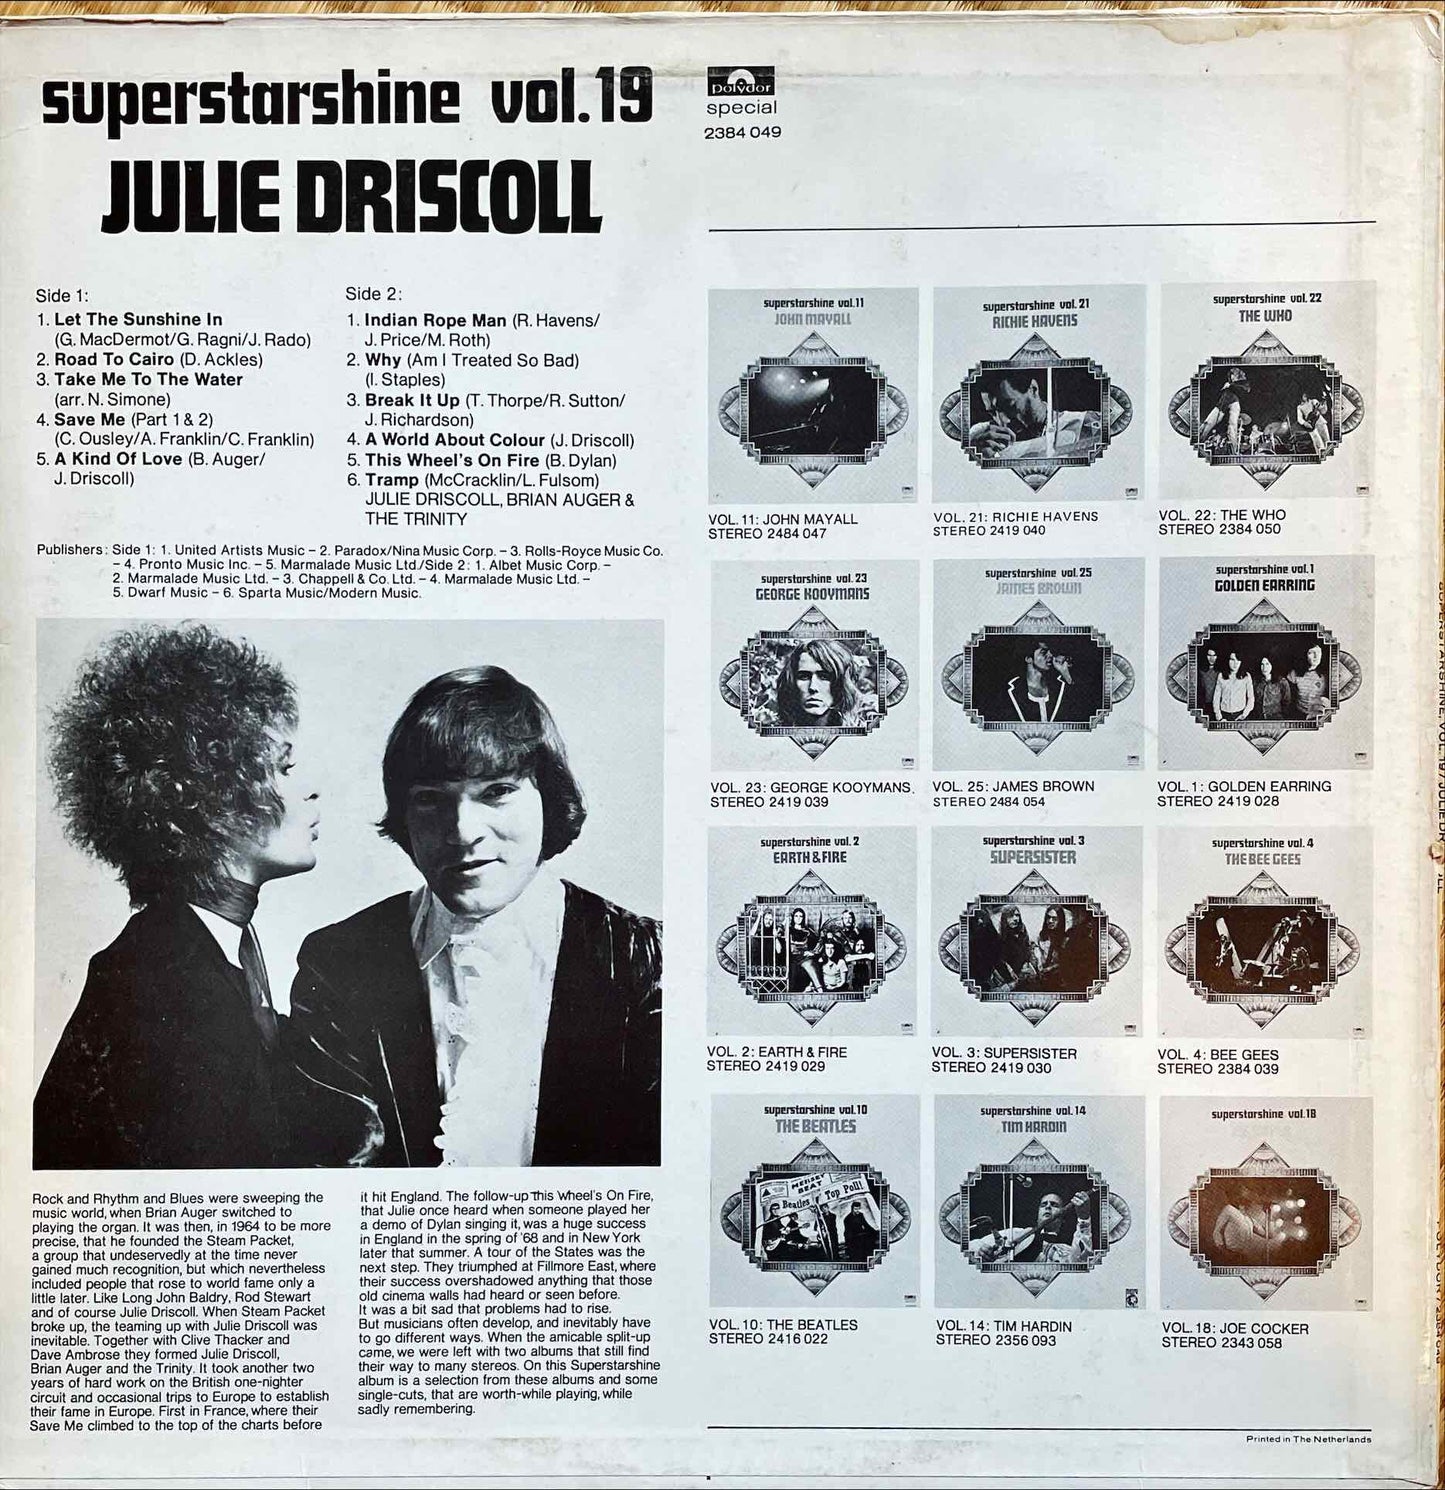 superstarshine vol.19
JULIE DRISCOLL
polydor
special
2384 049
Side 1:
1. Let The Sunshine In
(G. MacDermot/G. Ragni/J. Rado)
2. Road To Cairo (D. Ackles)
3. Take Me To The Water
(arr. N. Simone)
4. Save Me (Part 1 & 2)
(C. Ousley/A. Franklin/C. Franklin)
5. A Kind Of Love (B. Auger/
J. Driscoll)
Side 2:
1. Indian Rope Man (R. Havens/
J. Price/M. Roth)
2. Why (Am I Treated So Bad)
(I. Staples)
3. Break It Up (T. Thorpe/R. Sutton/
J. Richardson)
4. A World About Colour (J. Driscoll)
5. This Wheel's On Fire (B. Dylan)
6. Tramp (McCracklin/L. Fulsom)
JULIE DRISCOLL, BRIAN AUGER &
THE TRINITY
Publishers: Side 1: 1. United Artists Music – 2. Paradox/Nina Music Corp. – 3. Rolls-Royce Music Co.
– 4. Pronto Music Inc. – 5. Marmalade Music Ltd./Side 2: 1. Albet Music Corp. –
2. Marmalade Music Ltd. – 3. Chappell & Co. Ltd. – 4. Marmalade Music Ltd. –
5. Dwarf Music – 6. Sparta Music/Modern Music.
Rock and Rhythm and Blues were sweeping the
music world, when Brian Auger switched to
playing the organ. It was then, in 1964 to be more
precise, that he founded the Steam Packet,
a group that undeservedly at the time never
gained much recognition, but which nevertheless
included people that rose to world fame only a
little later. Like Long John Baldry, Rod Stewart
and of course Julie Driscoll. When Steam Packet
broke up, the teaming up with Julie Driscoll was
inevitable. Together with Clive Thacker and
Dave Ambrose they formed Julie Driscoll,
Brian Auger and the Trinity. It took another two
years of hard work on the British one-nighter
circuit and occasional trips to Europe to establish
their fame in Europe. First in France, where their
Save Me climbed to the top of the charts before
it hit England. The follow-up This Wheel's On Fire,
that Julie once heard when someone played her
a demo of Dylan singing it, was a huge success
in England in the spring of '68 and in New York
later that summer. A tour of the States was the
next step. They triumphed at Fillmore East, where
their success overshadowed anything that those
old cinema walls had heard or seen before.
It was a bit sad that problems had to rise.
But musicians often develop, and inevitably have
to go different ways. When the amicable split-up
came, we were left with two albums that still find
their way to many stereos. On this Superstarshine
album is a selection from these albums and some
single-cuts, that are worth-while playing, while
sadly remembering.
superstarshine vol.11
JOHN MAYALL
VOL. 11: JOHN MAYALL
STEREO 2484 047
superstarshine vol. 21
RICHIE HAVENS
VOL. 21: RICHIE HAVENS
STEREO 2419 040
superstarshine vol. 22
THE WHO
VOL. 22: THE WHO
STEREO 2384 050
superstarshine vol. 23
GEORGE KOOYMANS
VOL. 23: GEORGE KOOYMANS.
STEREO 2419 039
superstarshine vol.25
JAMES BROWN
VOL. 25: JAMES BROWN
STEREO 2484 054
superstarshine vol.1
GOLDEN EARRING
VOL. 1: GOLDEN EARRING
STEREO 2419 028
superstarshine vol. 2
EARTH & FIRE
VOL. 2: EARTH & FIRE
STEREO 2419 029
superstarshine vol. 3
SUPERSISTER
VOL. 3: SUPERSISTER
STEREO 2419 030
superstarshine vol. 4
THE BEE GEES
VOL. 4: BEE GEES
STEREO 2384 039
superstarshine vol.10
THE BEATLES
MERSEY
BEAT
Beatles Top Poll!
VOL. 10: THE BEATLES
STEREO 2416 022
superstarshine vol. 14
TIM HARDIN
VOL. 14: TIM HARDIN
STEREO 2356 093
superstarshine vol.18
VOL. 18: JOE COCKER
STEREO 2343 058
Printed in The Netherlands